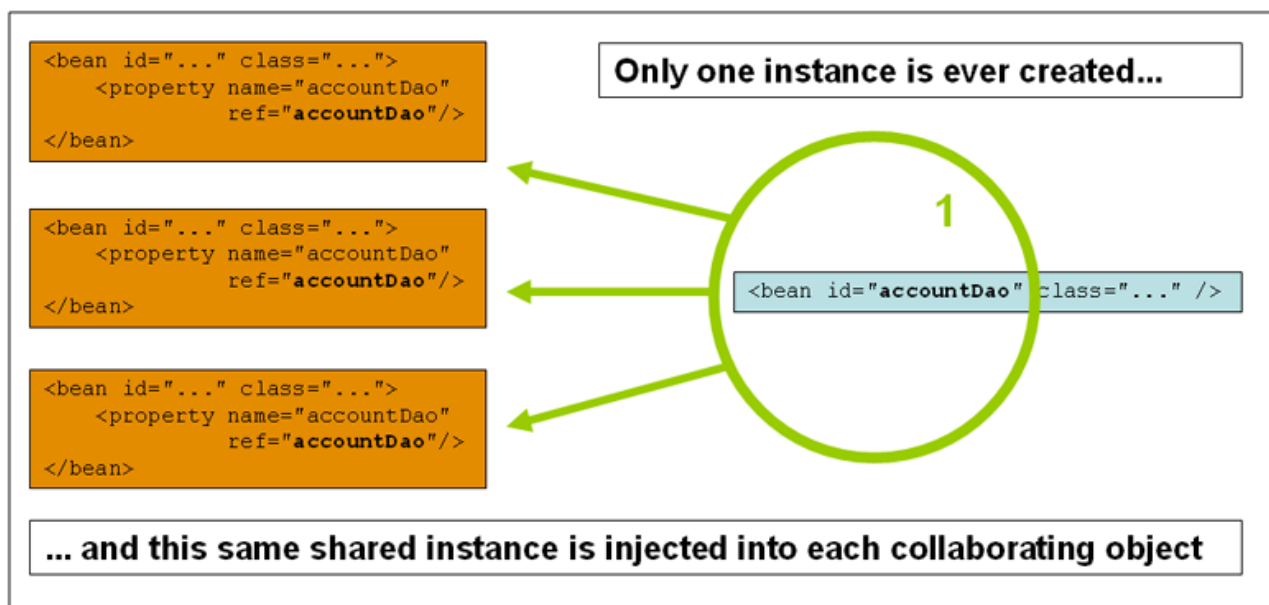 <bean id="..." class="...">
    <property name="accountDao"
              ref="accountDao"/>
</bean>
Only one instance is ever created...
1
<bean id="..." class="...">
    <property name="accountDao"
              ref="accountDao"/>
</bean>
<bean id="accountDao" class="..." />
<bean id="..." class="...">
    <property name="accountDao"
              ref="accountDao"/>
</bean>
... and this same shared instance is injected into each collaborating object